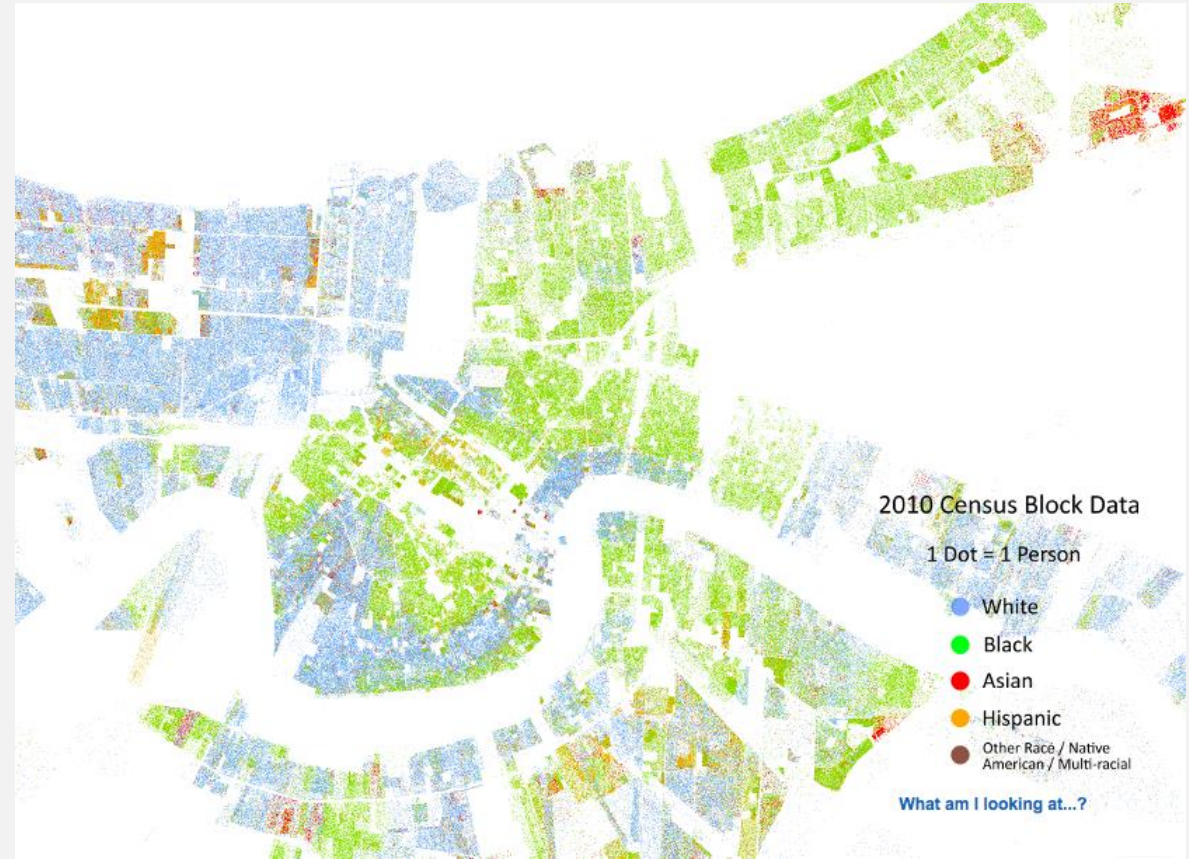 2010 Census Block Data
1 Dot = 1 Person
White
Black
Asian
Hispanic
Other Race / Native
American / Multi-racial
What am I looking at...?